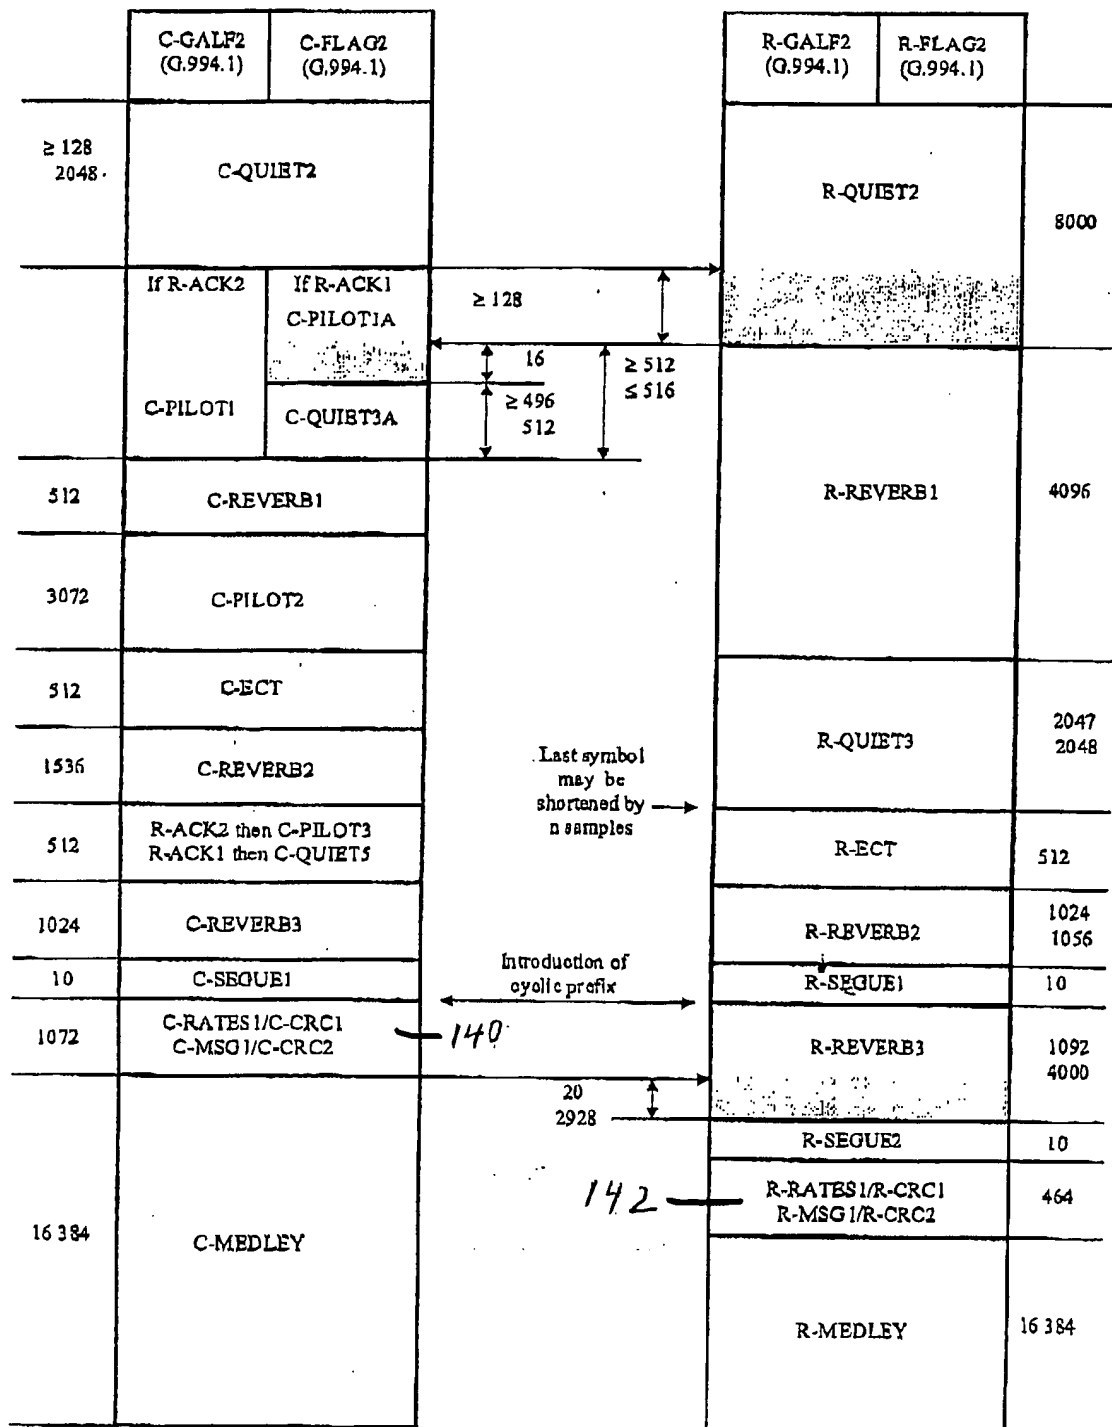 C-GALF2
(G.994.1)
C-FLAG2
(G.994.1)
R-GALF2
(G.994.1)
R-FLAG2
(G.994.1)
≥ 128
2048
C-QUIET2
R-QUIET2
8000
If R-ACK2
If R-ACK1
C-PILOT1A
≥ 128
16
≥ 512
≤ 516
C-PILOT1
C-QUIET3A
≥ 496
512
512
C-REVERB1
R-REVERB1
4096
3072
C-PILOT2
512
C-ECT
R-QUIET3
2047
2048
1536
C-REVERB2
Last symbol
may be
shortened by
n samples
512
R-ACK2 then C-PILOT3
R-ACK1 then C-QUIET5
R-ECT
512
1024
C-REVERB3
R-REVERB2
1024
1056
10
C-SEGUE1
Introduction of
cyclic prefix
R-SEGUE1
10
1072
C-RATES1/C-CRC1
C-MSG1/C-CRC2
140
R-REVERB3
1092
4000
20
2928
R-SEGUE2
10
142
R-RATES1/R-CRC1
R-MSG1/R-CRC2
464
16 384
C-MEDLEY
R-MEDLEY
16 384